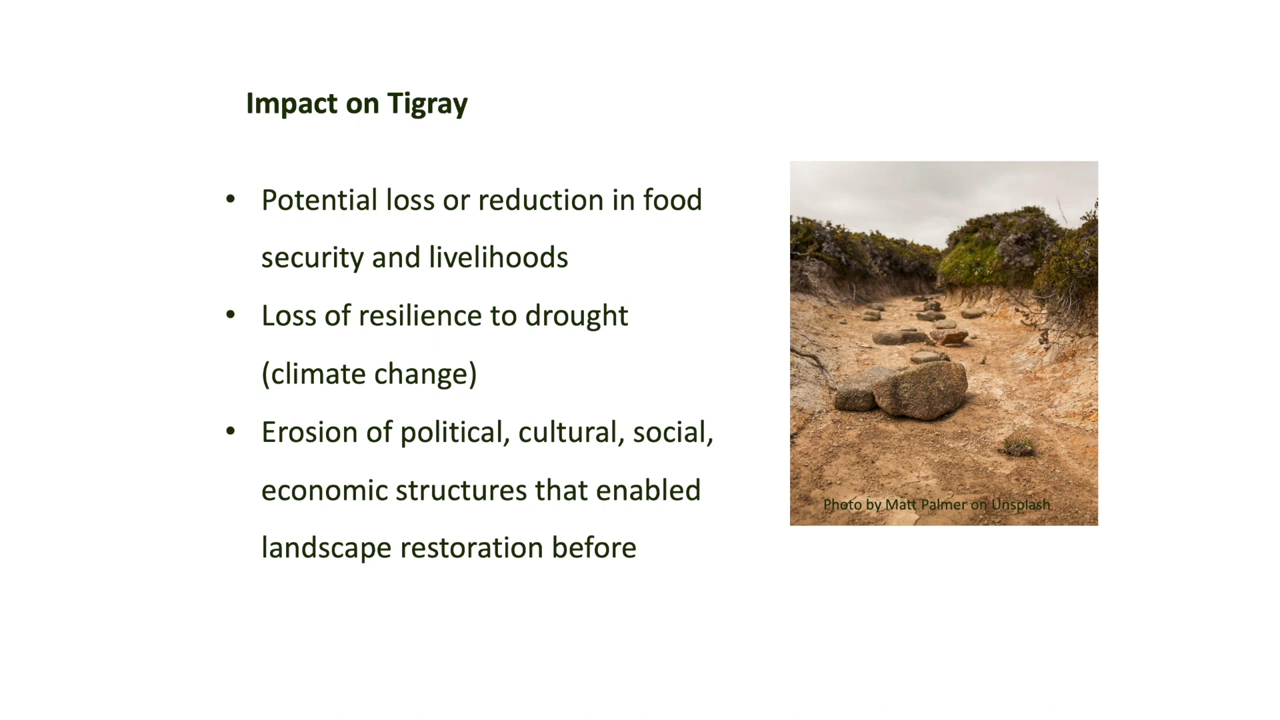 Impact on Tigray
• Potential loss or reduction in food
security and livelihoods
• Loss of resilience to drought
(climate change)
• Erosion of political, cultural, social,
economic structures that enabled
landscape restoration before
Photo by Matt Palmer on Unsplash